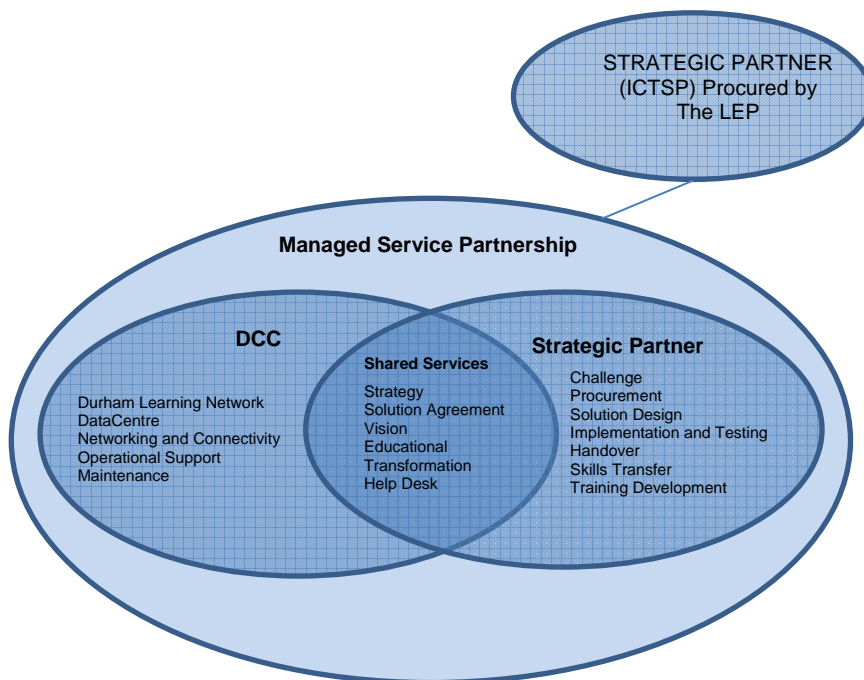 STRATEGIC PARTNER
(ICTSP) Procured by
The LEP
Managed Service Partnership
DCC
Durham Learning Network
DataCentre
Networking and Connectivity
Operational Support
Maintenance
Shared Services
Strategy
Solution Agreement
Vision
Educational
Transformation
Help Desk
Strategic Partner
Challenge
Procurement
Solution Design
Implementation and Testing
Handover
Skills Transfer
Training Development